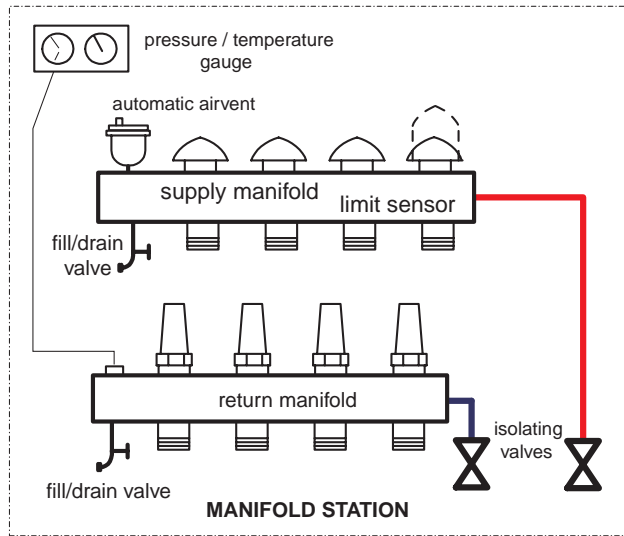 pressure / temperature
gauge
automatic airvent
supply manifold
limit sensor
fill/drain
valve
return manifold
isolating
valves
fill/drain valve
MANIFOLD STATION